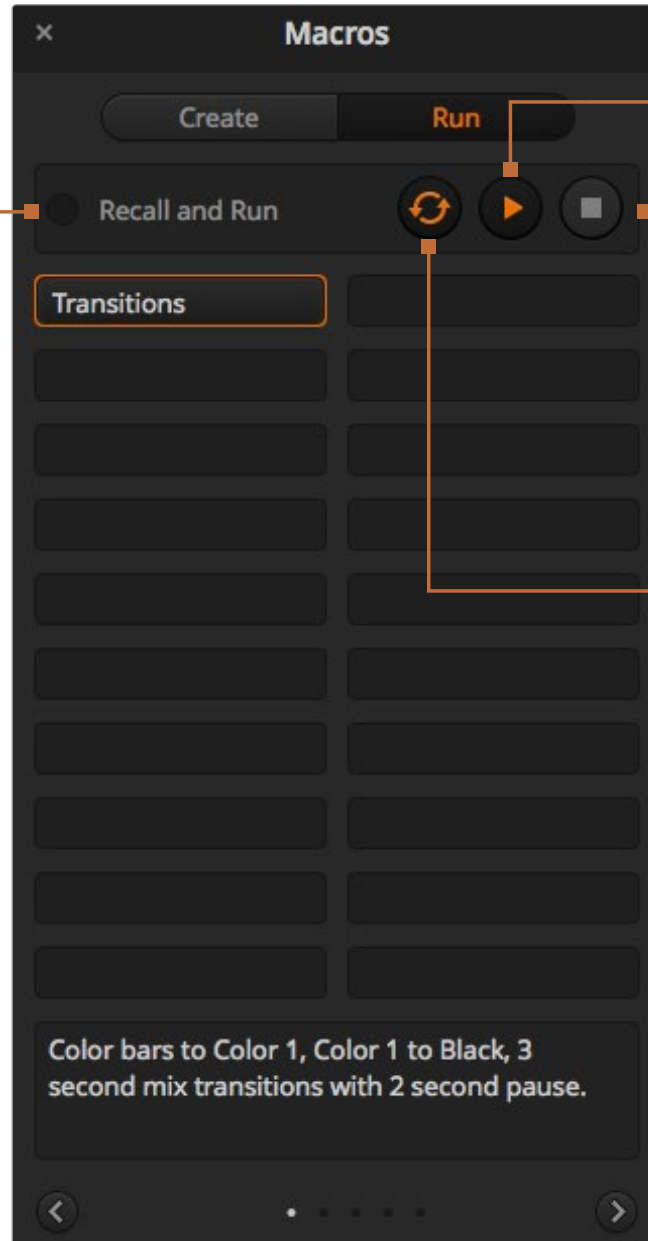 Macros
Create
Run
Recall and Run
Transitions
Color bars to Color 1, Color 1 to Black, 3
second mix transitions with 2 second pause.